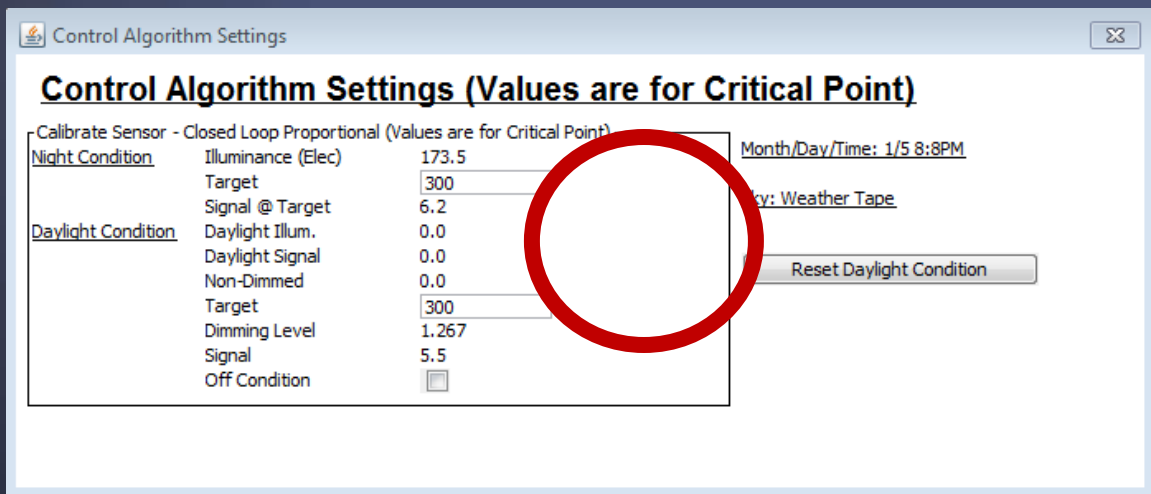 Control Algorithm Settings
Control Algorithm Settings (Values are for Critical Point)
Calibrate Sensor - Closed Loop Proportional (Values are for Critical Point)
Night Condition Illuminance (Elec) 173.5
Target 300
Signal @ Target 6.2
Daylight Condition Daylight Illum. 0.0
Daylight Signal 0.0
Non-Dimmed 0.0
Target 300
Dimming Level 1.267
Signal 5.5
Off Condition
Month/Day/Time: 1/5 8:8PM
Weather Tape
Reset Daylight Condition